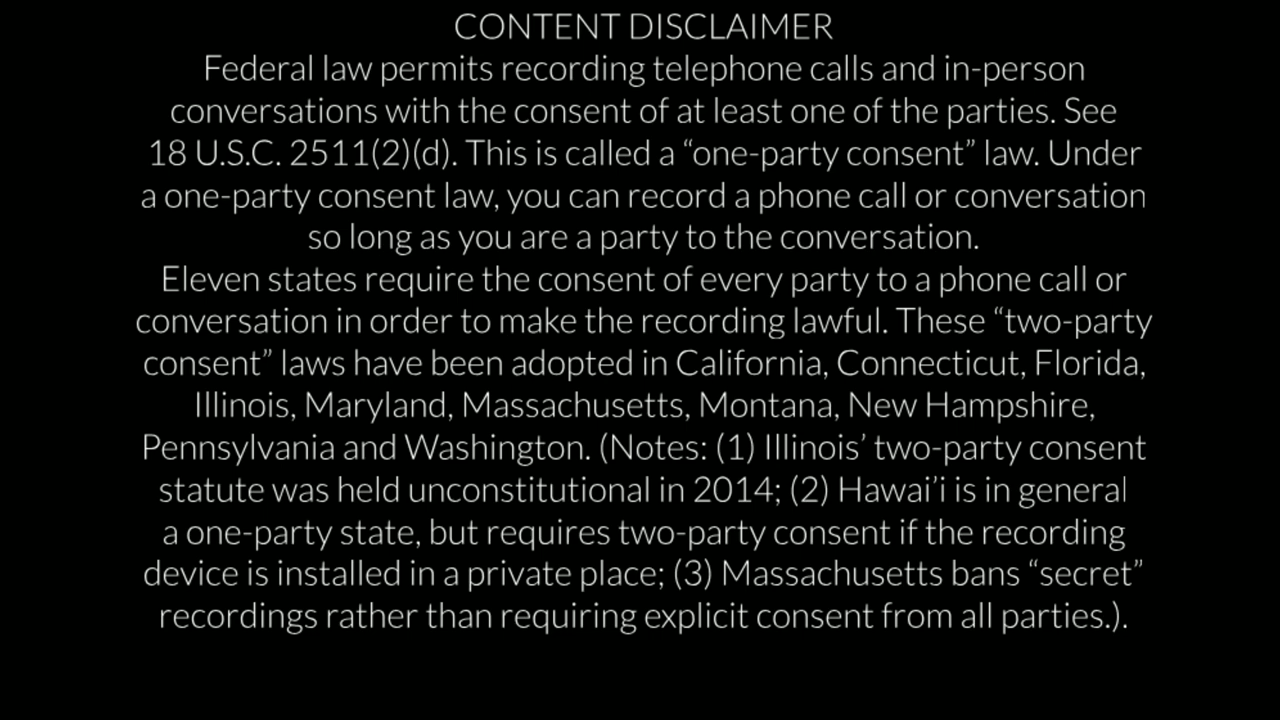 CONTENT DISCLAIMER
Federal law permits recording telephone calls and in-person
conversations with the consent of at least one of the parties. See
18 U.S.C. 2511(2)(d). This is called a “one-party consent” law. Under
a one-party consent law, you can record a phone call or conversation
so long as you are a party to the conversation.
Eleven states require the consent of every party to a phone call or
conversation in order to make the recording lawful. These “two-party
consent” laws have been adopted in California, Connecticut, Florida,
Illinois, Maryland, Massachusetts, Montana, New Hampshire,
Pennsylvania and Washington. (Notes: (1) Illinois’ two-party consent
statute was held unconstitutional in 2014; (2) Hawai’i is in general
a one-party state, but requires two-party consent if the recording
device is installed in a private place; (3) Massachusetts bans “secret”
recordings rather than requiring explicit consent from all parties.).